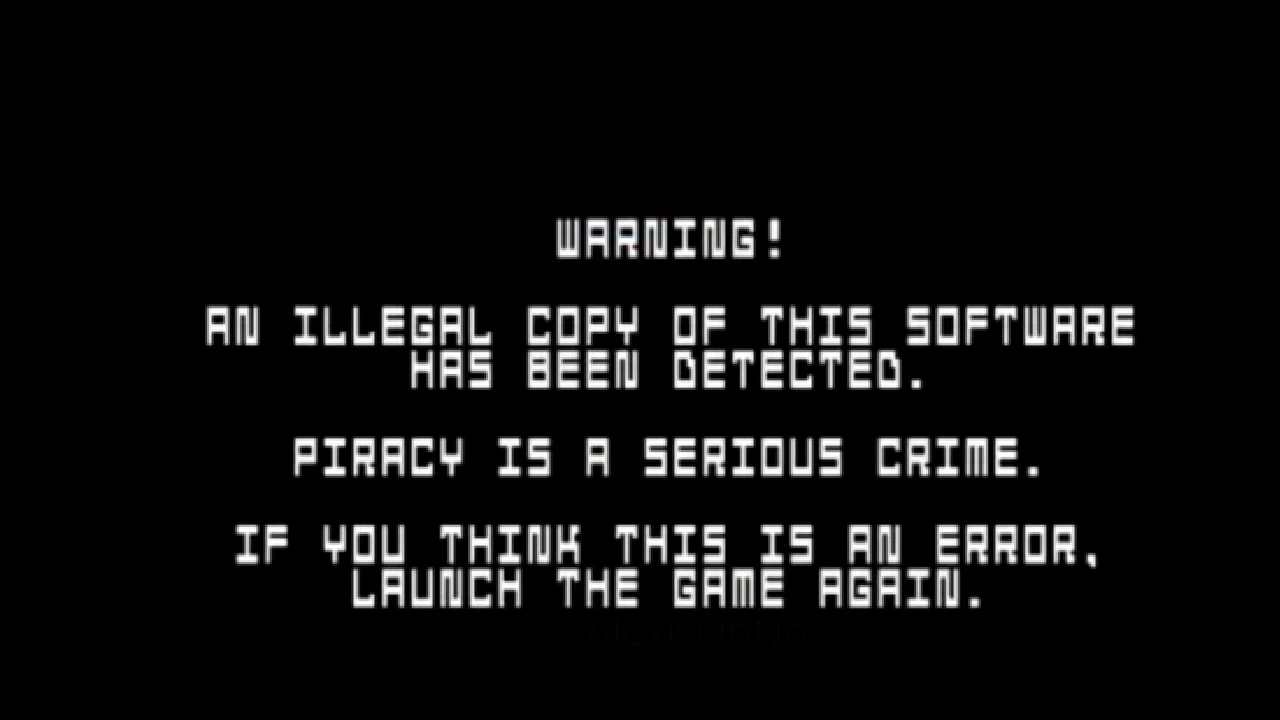 WARNING!
AN ILLEGAL COPY OF THIS SOFTWARE
HAS BEEN DETECTED.
PIRACY IS A SERIOUS CRIME.
IF YOU THINK THIS IS AN ERROR,
LAUNCH THE GAME AGAIN.